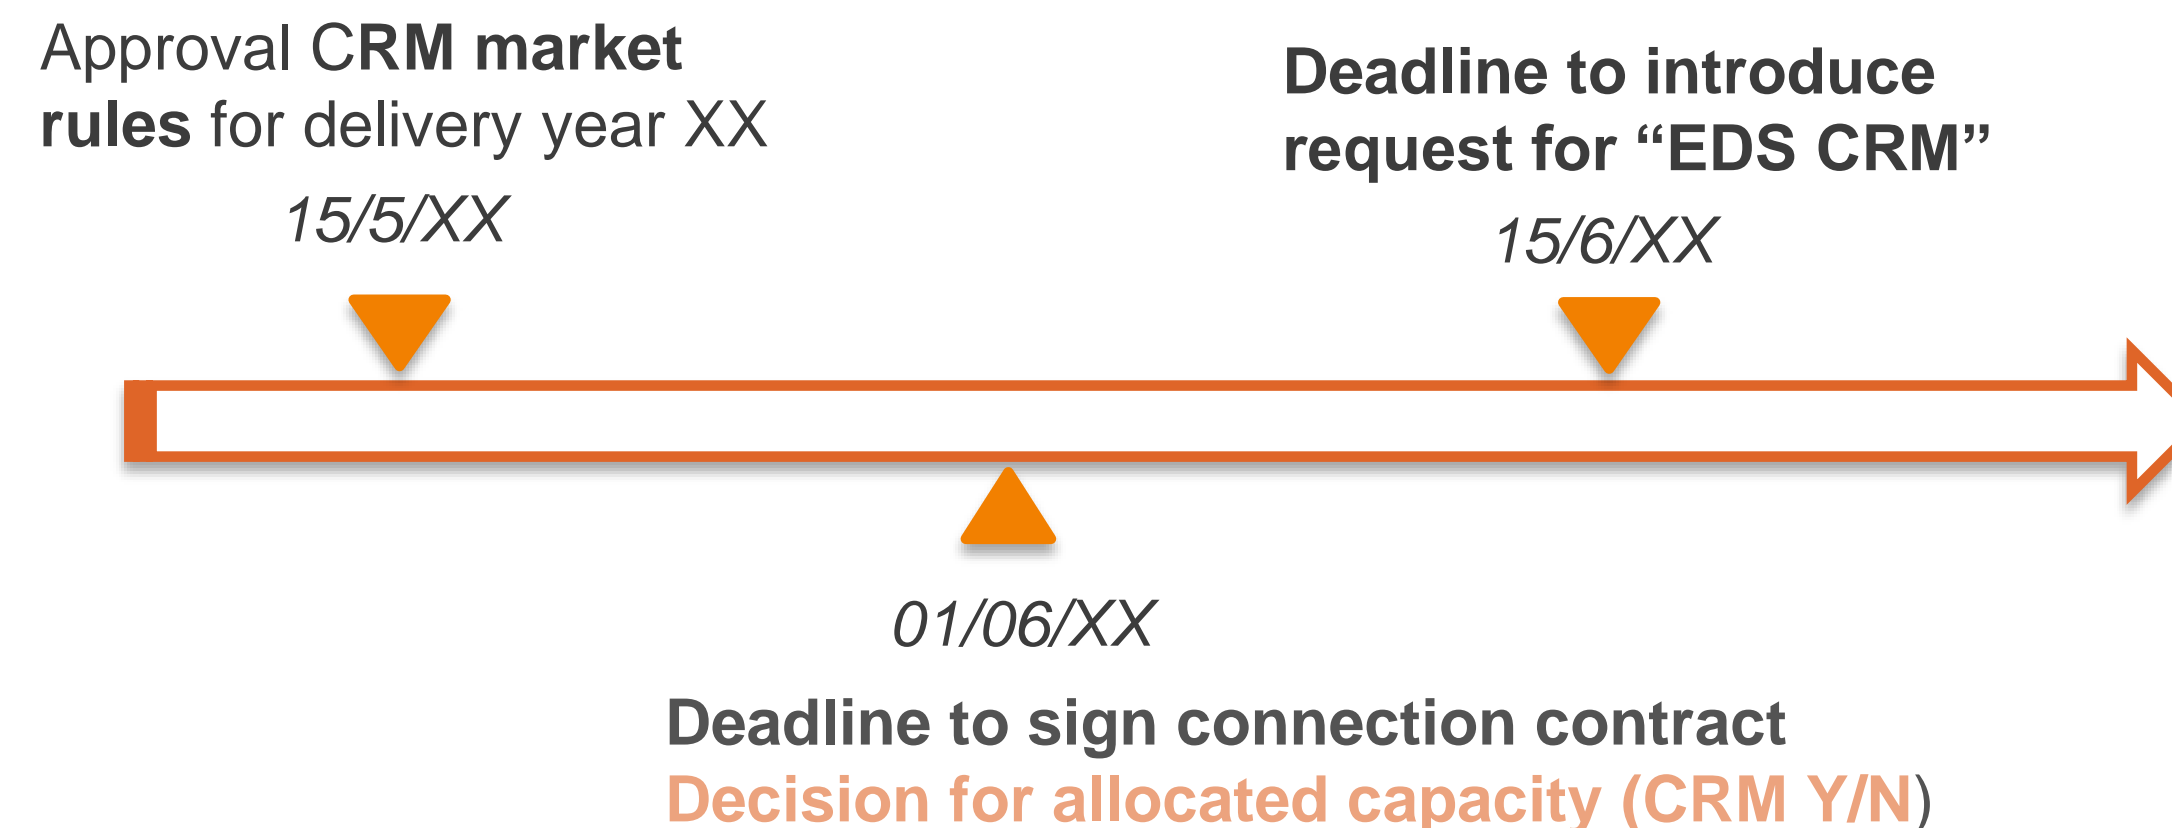 Approval CRM market
rules for delivery year XX
15/5/XX
Deadline to introduce
request for “EDS CRM”
15/6/XX
01/06/XX
Deadline to sign connection contract
Decision for allocated capacity (CRM Y/N)